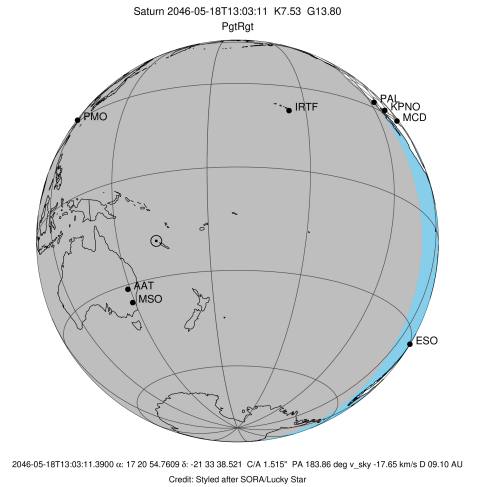 Saturn 2046-05-18T13:03:11 K7.53 G13.80
PgtRgt
PAL
IRTF
KPNO
MCD
PMO
AAT
MSO
ESO
2046-05-18T13:03:11.3900 α: 17 20 54.7609 δ: -21 33 38.521 C/A 1.515" PA 183.86 deg v_sky -17.65 km/s D 09.10 AU
Credit: Styled after SORA/Lucky Star